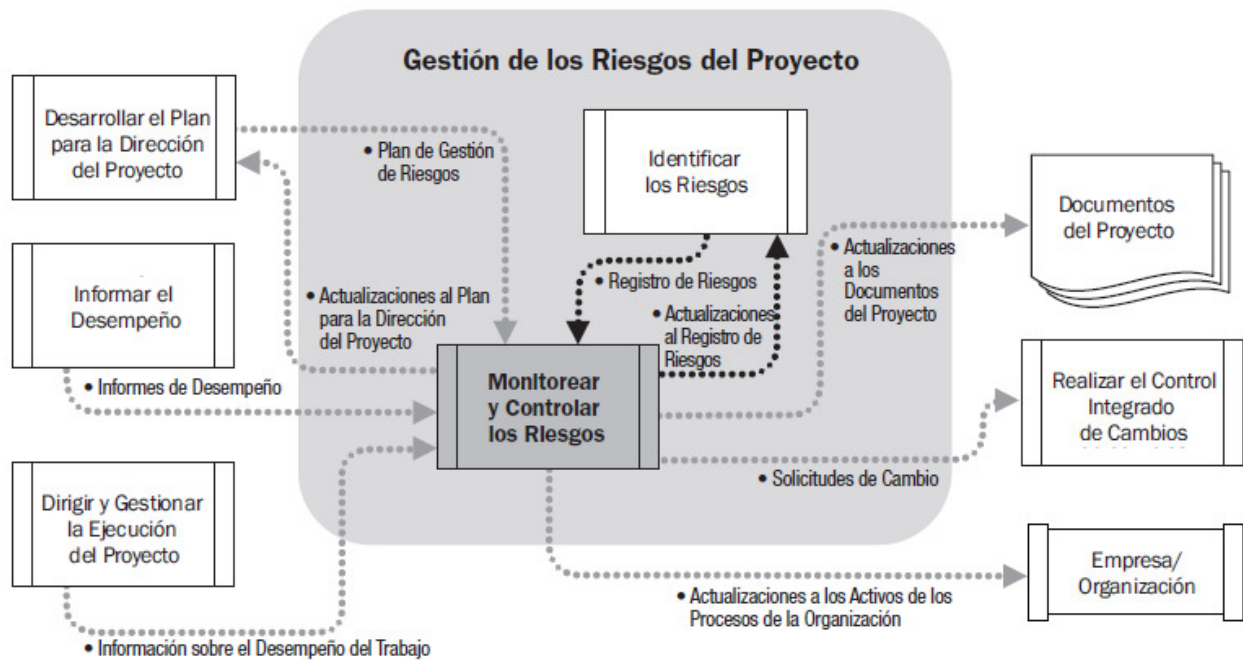 Gestión de los Riesgos del Proyecto
Desarrollar el Plan
para la Dirección
del Proyecto
• Plan de Gestión
de Riesgos
Identificar
los Riesgos
Documentos
del Proyecto
Informar el
Desempeño
• Actualizaciones al Plan
para la Dirección
del Proyecto
• Registro de Riesgos
• Actualizaciones
al Registro de
Riesgos
• Actualizaciones
a los
Documentos
del Proyecto
• Informes de Desempeño
Monitorear
y Controlar
los RIesgos
Realizar el Control
Integrado
de Cambios
• Solicitudes de Cambio
Dirigir y Gestionar
la Ejecución
del Proyecto
Empresa/
Organización
• Actualizaciones a los Activos de los
Procesos de la Organización
• Información sobre el Desempeño del Trabajo